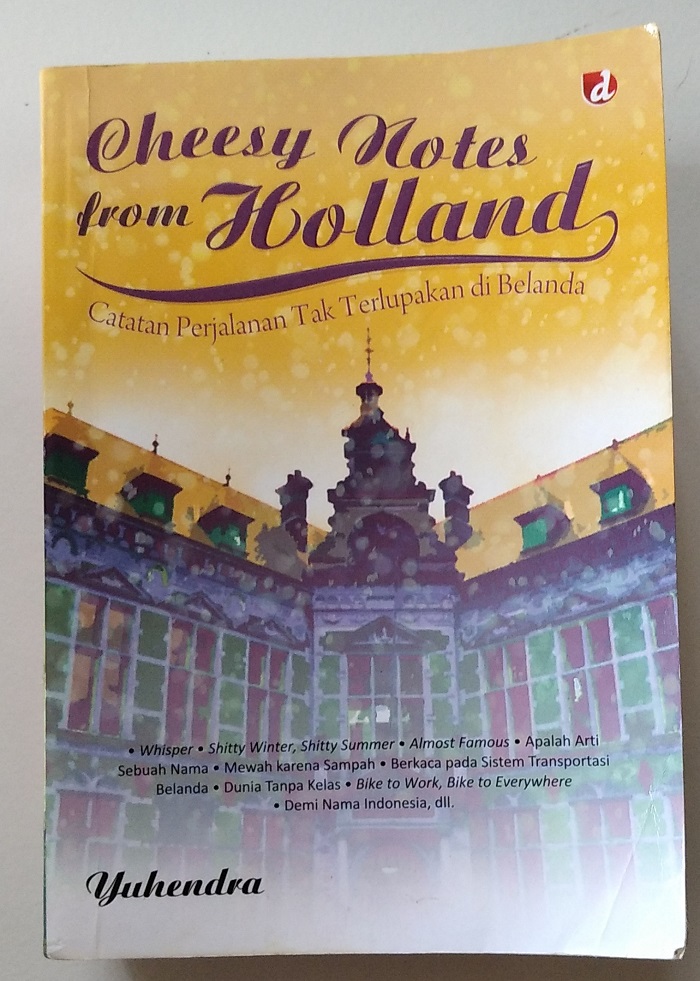 d
Cheesy Notes
from Holland
Catatan Perjalanan Tak Terlupakan di Belanda
• Whisper • Shitty Winter, Shitty Summer • Almost Famous • Apalah Arti
Sebuah Nama • Mewah karena Sampah • Berkaca pada Sistem Transportasi
Belanda • Dunia Tanpa Kelas • Bike to Work, Bike to Everywhere
• Demi Nama Indonesia, dll.
Yuhendra